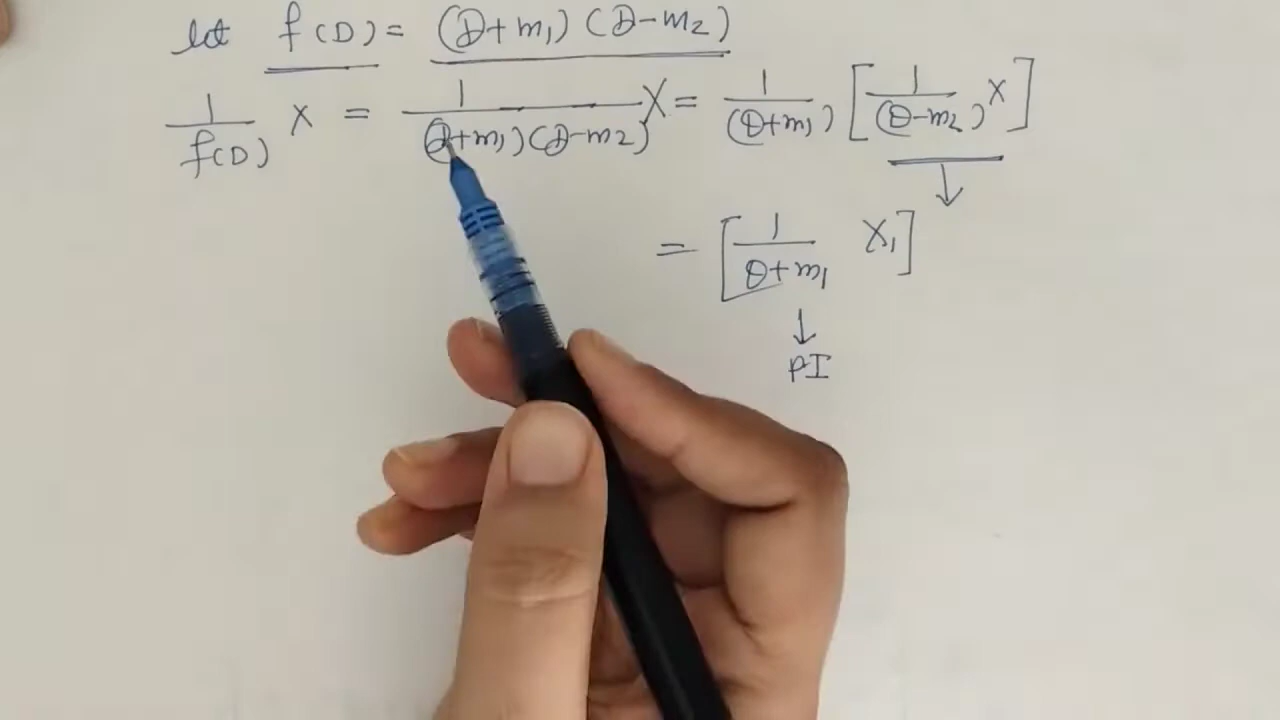 let f(D) = (D+m₁) (D-m₂)
1/f(D) X = 1/(D+m₁)(D-m₂) X = 1/(D+m₁) [1/(D-m₂) X]
↓
= [1/D+m₁ X₁]
↓
PI